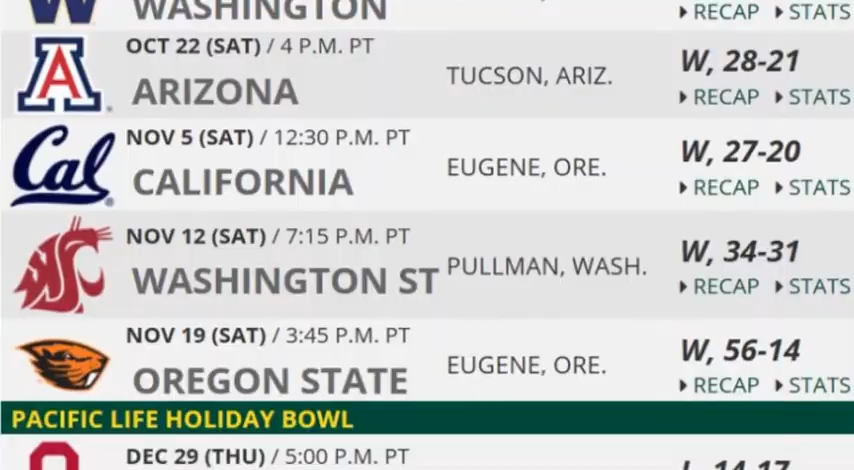 WASHINGTON
RECAP STATS
OCT 22 (SAT) / 4 P.M. PT
ARIZONA
TUCSON, ARIZ.
W, 28-21
RECAP STATS
A
NOV 5 (SAT) / 12:30 P.M. PT
CALIFORNIA
EUGENE, ORE.
W, 27-20
RECAP STATS
Cal
NOV 12 (SAT) / 7:15 P.M. PT
WASHINGTON ST
PULLMAN, WASH.
W, 34-31
RECAP STATS
NOV 19 (SAT) / 3:45 P.M. PT
OREGON STATE
EUGENE, ORE.
W, 56-14
RECAP STATS
PACIFIC LIFE HOLIDAY BOWL
DEC 29 (THU) / 5:00 P.M. PT
L, 14-17